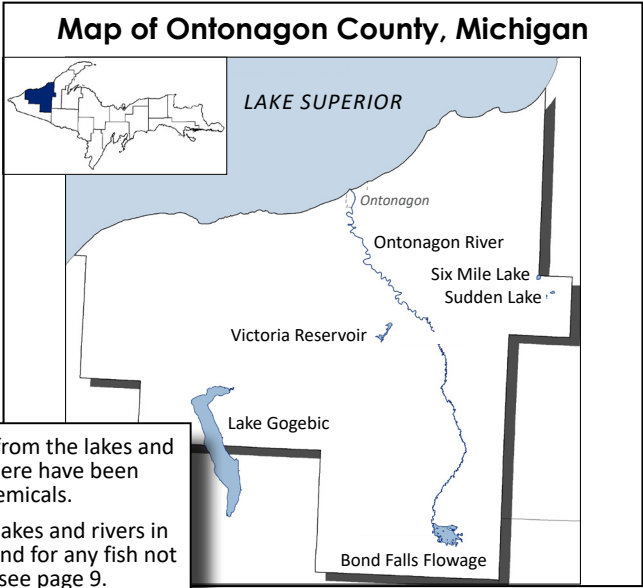 Map of Ontonagon County, Michigan
LAKE SUPERIOR
Ontonagon
Ontonagon River
Six Mile Lake
Sudden Lake
Victoria Reservoir
Lake Gogebic
Bond Falls Flowage
from the lakes and
ere have been
emicals.
akes and rivers in
nd for any fish not
see page 9.